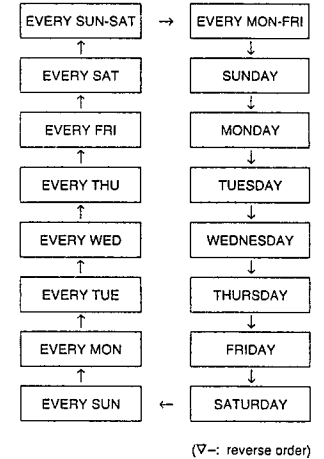 EVERY SUN-SAT → EVERY MON-FRI
↑ ↓
EVERY SAT SUNDAY
↑ ↓
EVERY FRI MONDAY
↑ ↓
EVERY THU TUESDAY
↑ ↓
EVERY WED WEDNESDAY
↑ ↓
EVERY TUE THURSDAY
↑ ↓
EVERY MON FRIDAY
↑ ↓
EVERY SUN ← SATURDAY
(∇–: reverse order)